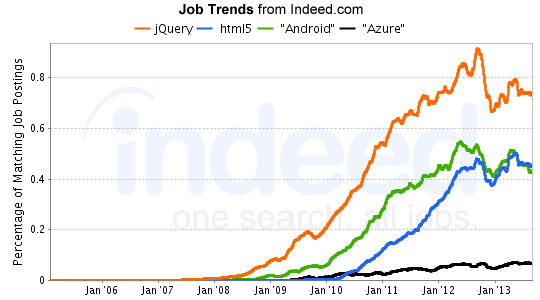 Job Trends from Indeed.com
jQuery html5 "Android" "Azure"
Percentage of Matching Job Postings
0.8
0.6
0.4
0.2
0
indeed
one search. all jobs.
Jan '06 Jan '07 Jan '08 Jan '09 Jan '10 Jan '11 Jan '12 Jan '13